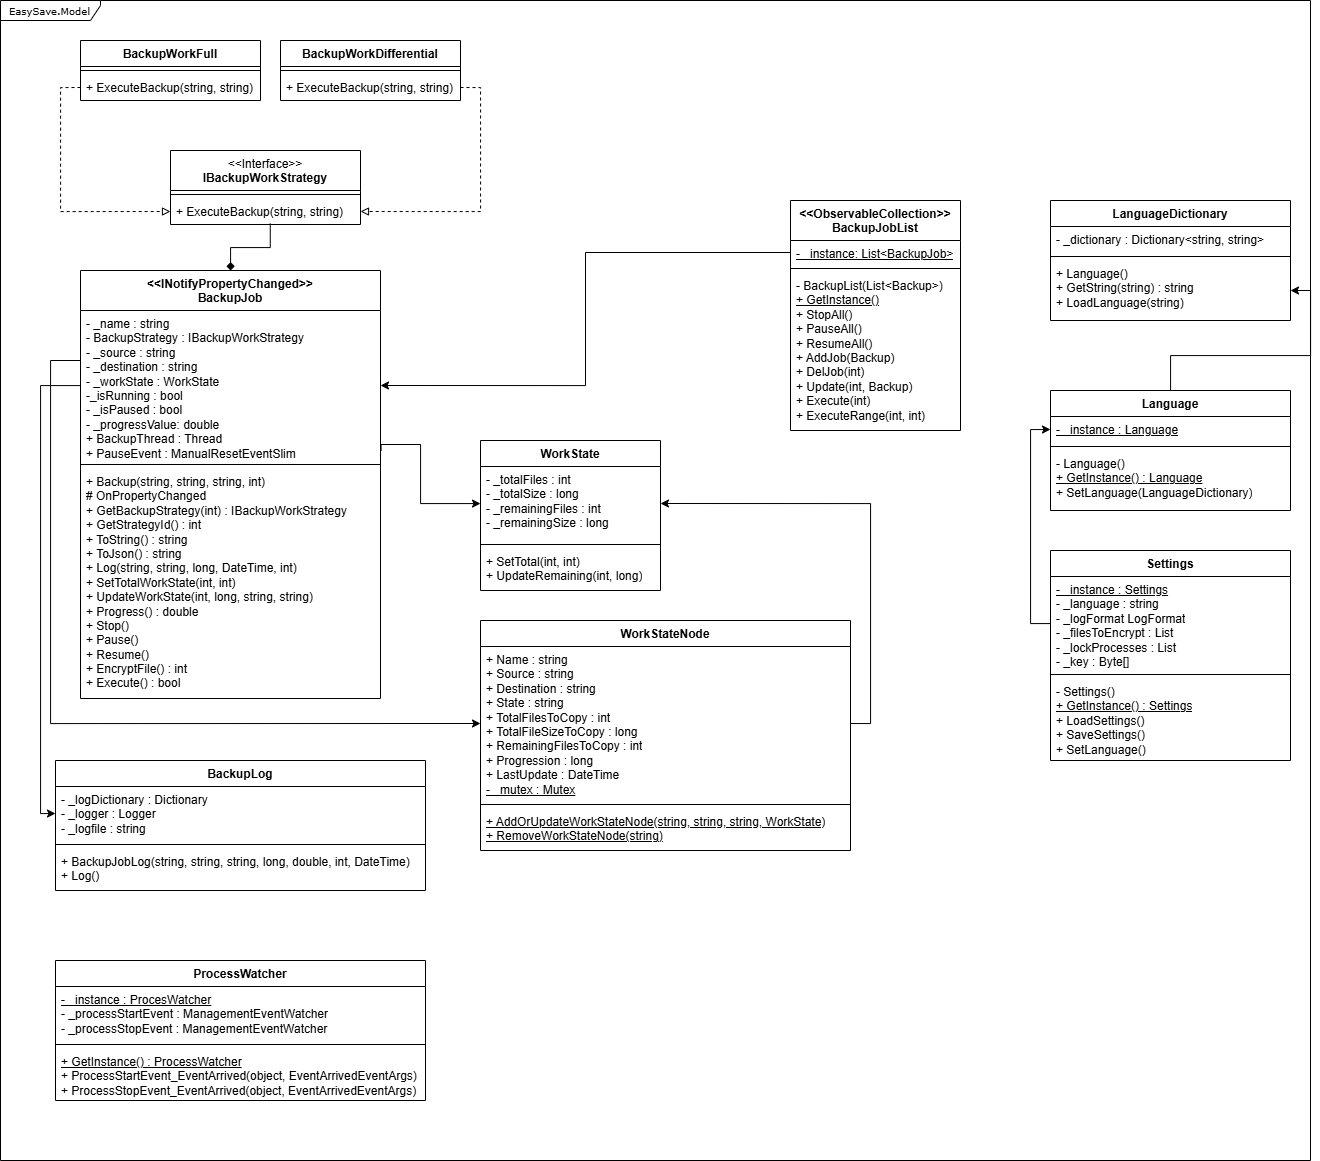 EasySave.Model
BackupWorkFull
+ ExecuteBackup(string, string)
BackupWorkDifferential
+ ExecuteBackup(string, string)
<<Interface>>
IBackupWorkStrategy
+ ExecuteBackup(string, string)
<<INotifyPropertyChanged>>
BackupJob
- _name : string
- BackupStrategy : IBackupWorkStrategy
- _source : string
- _destination : string
- _workState : WorkState
-_isRunning : bool
- _isPaused : bool
- _progressValue: double
+ BackupThread : Thread
+ PauseEvent : ManualResetEventSlim
+ Backup(string, string, string, int)
# OnPropertyChanged
+ GetBackupStrategy(int) : IBackupWorkStrategy
+ GetStrategyId() : int
+ ToString() : string
+ ToJson() : string
+ Log(string, string, long, DateTime, int)
+ SetTotalWorkState(int, int)
+ UpdateWorkState(int, long, string, string)
+ Progress() : double
+ Stop()
+ Pause()
+ Resume()
+ EncryptFile() : int
+ Execute() : bool
<<ObservableCollection>>
BackupJobList
- _instance: List<BackupJob>
- BackupList(List<Backup>)
+ GetInstance()
+ StopAll()
+ PauseAll()
+ ResumeAll()
+ AddJob(Backup)
+ DelJob(int)
+ Update(int, Backup)
+ Execute(int)
+ ExecuteRange(int, int)
LanguageDictionary
- _dictionary : Dictionary<string, string>
+ Language()
+ GetString(string) : string
+ LoadLanguage(string)
Language
- _instance : Language
- Language()
+ GetInstance() : Language
+ SetLanguage(LanguageDictionary)
WorkState
- _totalFiles : int
- _totalSize : long
- _remainingFiles : int
- _remainingSize : long
+ SetTotal(int, int)
+ UpdateRemaining(int, long)
Settings
- _instance : Settings
- _language : string
- _logFormat LogFormat
- _filesToEncrypt : List
- _lockProcesses : List
- _key : Byte[]
- Settings()
+ GetInstance() : Settings
+ LoadSettings()
+ SaveSettings()
+ SetLanguage()
WorkStateNode
+ Name : string
+ Source : string
+ Destination : string
+ State : string
+ TotalFilesToCopy : int
+ TotalFileSizeToCopy : long
+ RemainingFilesToCopy : int
+ Progression : long
+ LastUpdate : DateTime
- _mutex : Mutex
+ AddOrUpdateWorkStateNode(string, string, string, WorkState)
+ RemoveWorkStateNode(string)
BackupLog
- _logDictionary : Dictionary
- _logger : Logger
- _logfile : string
+ BackupJobLog(string, string, string, long, double, int, DateTime)
+ Log()
ProcessWatcher
- _instance : ProcesWatcher
- _processStartEvent : ManagementEventWatcher
- _processStopEvent : ManagementEventWatcher
+ GetInstance() : ProcessWatcher
+ ProcessStartEvent_EventArrived(object, EventArrivedEventArgs)
+ ProcessStopEvent_EventArrived(object, EventArrivedEventArgs)